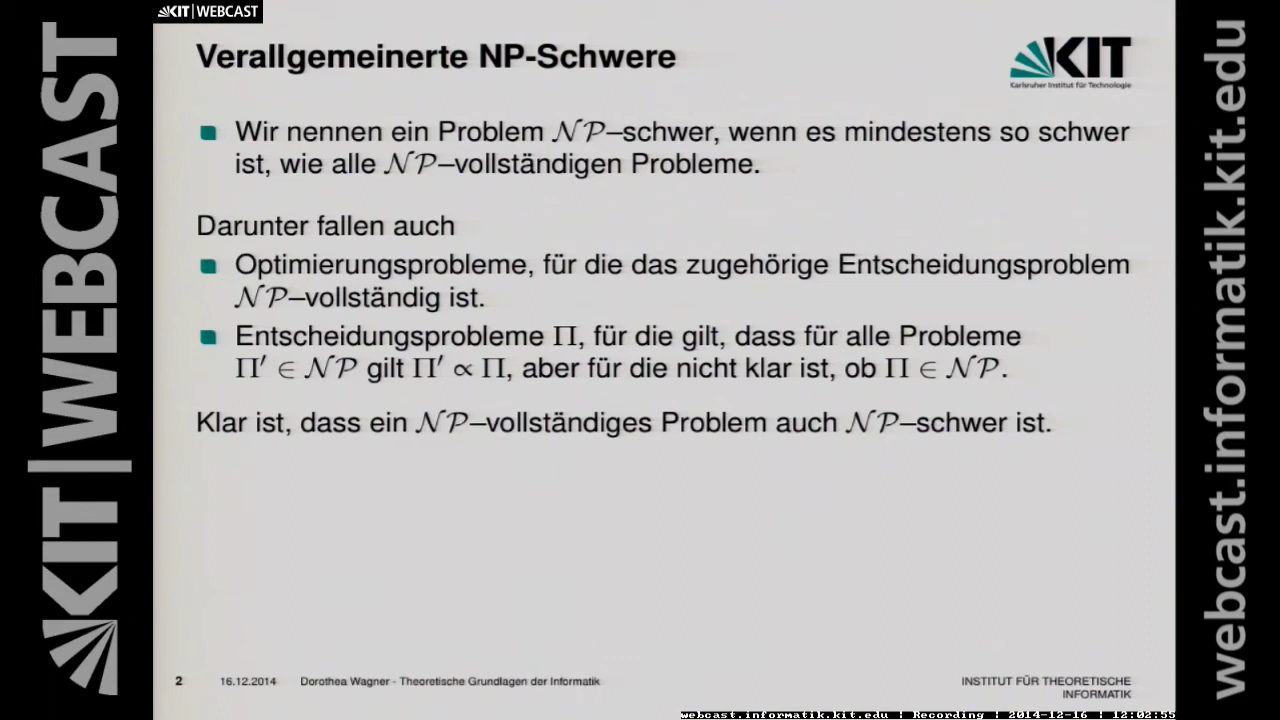 KIT | WEBCAST
KIT | WEBCAST
Verallgemeinerte NP-Schwere
KIT
Karlsruher Institut für Technologie
Wir nennen ein Problem 𝒩𝒫–schwer, wenn es mindestens so schwer
ist, wie alle 𝒩𝒫–vollständigen Probleme.
Darunter fallen auch
Optimierungsprobleme, für die das zugehörige Entscheidungsproblem
𝒩𝒫–vollständig ist.
Entscheidungsprobleme Π, für die gilt, dass für alle Probleme
Π′ ∈ 𝒩𝒫 gilt Π′ ∝ Π, aber für die nicht klar ist, ob Π ∈ 𝒩𝒫.
Klar ist, dass ein 𝒩𝒫–vollständiges Problem auch 𝒩𝒫–schwer ist.
2 16.12.2014 Dorothea Wagner - Theoretische Grundlagen der Informatik
INSTITUT FÜR THEORETISCHE
INFORMATIK
webcast.informatik.kit.edu | Recording | 2014-12-16 | 12:02:55
webcast.informatik.kit.edu